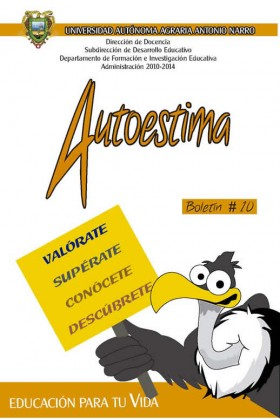 UNIVERSIDAD AUTÓNOMA AGRARIA ANTONIO NARRO
Dirección de Docencia
Subdirección de Desarrollo Educativo
Departamento de Formación e Investigación Educativa
Administración 2010-2014
Autoestima
Boletín # 20
VALÓRATE
SUPÉRATE
CONÓCETE
DESCÚBRETE
EDUCACIÓN PARA TU VIDA